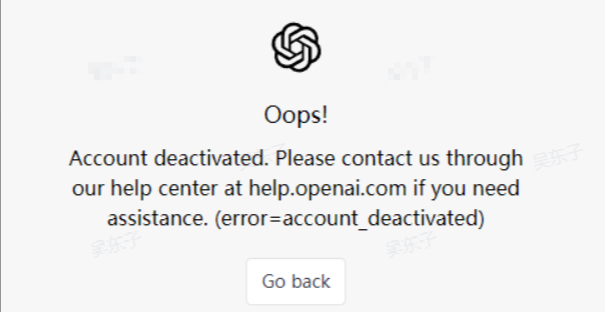 Oops!
Account deactivated. Please contact us through
our help center at help.openai.com if you need
assistance. (error=account_deactivated)
吴东子
吴东子
吴东子
Go back